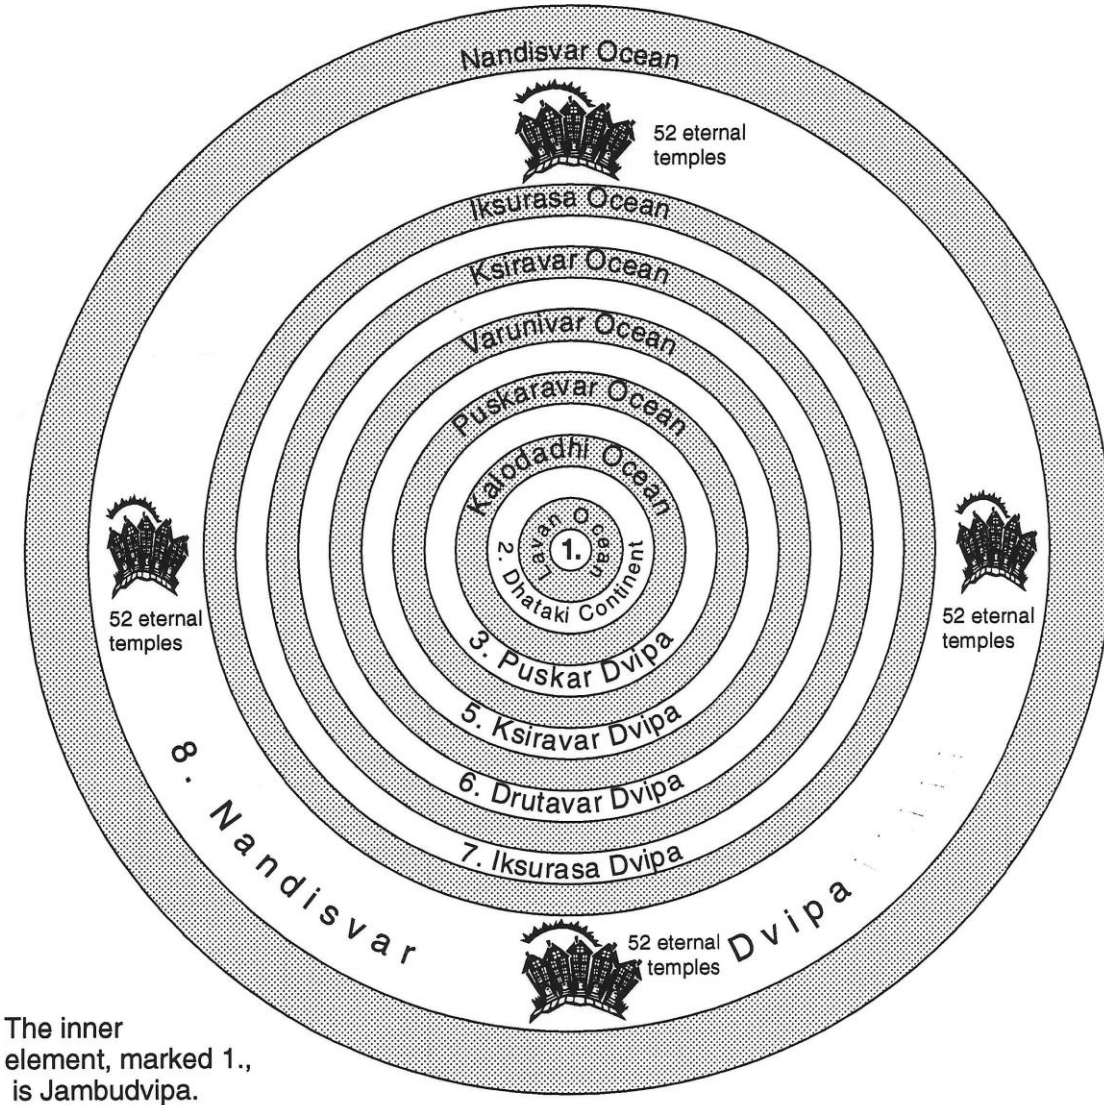 Nandisvar Ocean
52 eternal
temples
Iksurasa Ocean
Ksiravar Ocean
Varunivar Ocean
Puskaravar Ocean
Kalodadhi Ocean
Lavan Ocean
1.
2. Dhataki Continent
3. Puskar Dvipa
5. Ksiravar Dvipa
6. Drutavar Dvipa
7. Iksurasa Dvipa
52 eternal
temples
52 eternal
temples
8. Nandisvar Dvipa
52 eternal
temples
The inner
element, marked 1.,
is Jambudvipa.